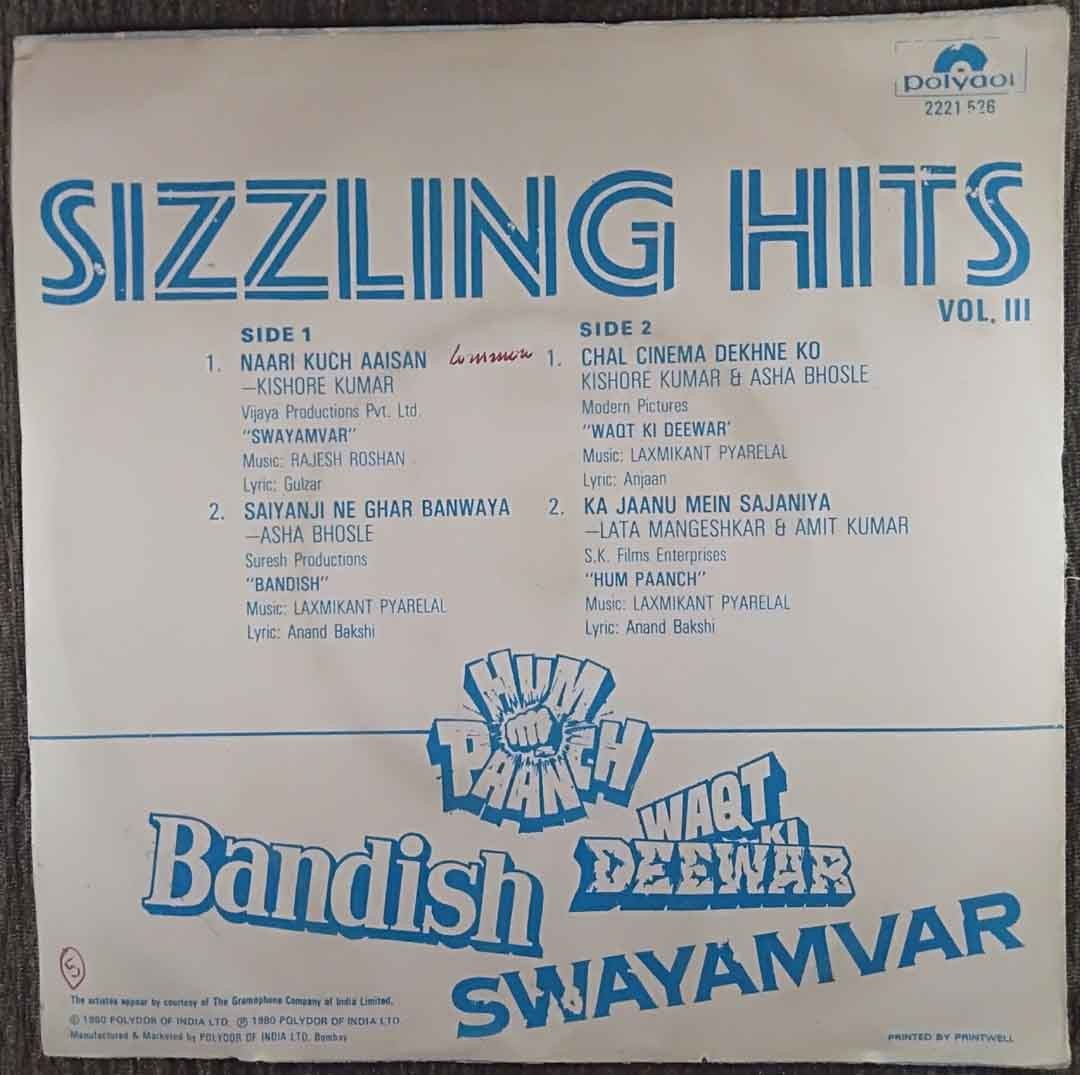 polydor
2221 526
SIZZLING HITS
VOL. III
SIDE 1
1. NAARI KUCH AAISAN common
—KISHORE KUMAR
Vijaya Productions Pvt. Ltd.
"SWAYAMVAR"
Music: RAJESH ROSHAN
Lyric: Gulzar
2. SAIYANJI NE GHAR BANWAYA
—ASHA BHOSLE
Suresh Productions
"BANDISH"
Music: LAXMIKANT PYARELAL
Lyric: Anand Bakshi
SIDE 2
1. CHAL CINEMA DEKHNE KO
KISHORE KUMAR & ASHA BHOSLE
Modern Pictures
"WAQT KI DEEWAR'
Music: LAXMIKANT PYARELAL
Lyric: Anjaan
2. KA JAANU MEIN SAJANIYA
—LATA MANGESHKAR & AMIT KUMAR
S.K. Films Enterprises
"HUM PAANCH"
Music: LAXMIKANT PYARELAL
Lyric: Anand Bakshi
HUM
PAANCH
WAQT
KI
DEEWAR
Bandish
SWAYAMVAR
5
The artistes appear by courtesy of The Gramophone Company of India Limited.
© 1980 POLYDOR OF INDIA LTD. ℗ 1980 POLYDOR OF INDIA LTD
Manufactured & Marketed by POLYDOR OF INDIA LTD. Bombay
PRINTED BY PRINTWELL